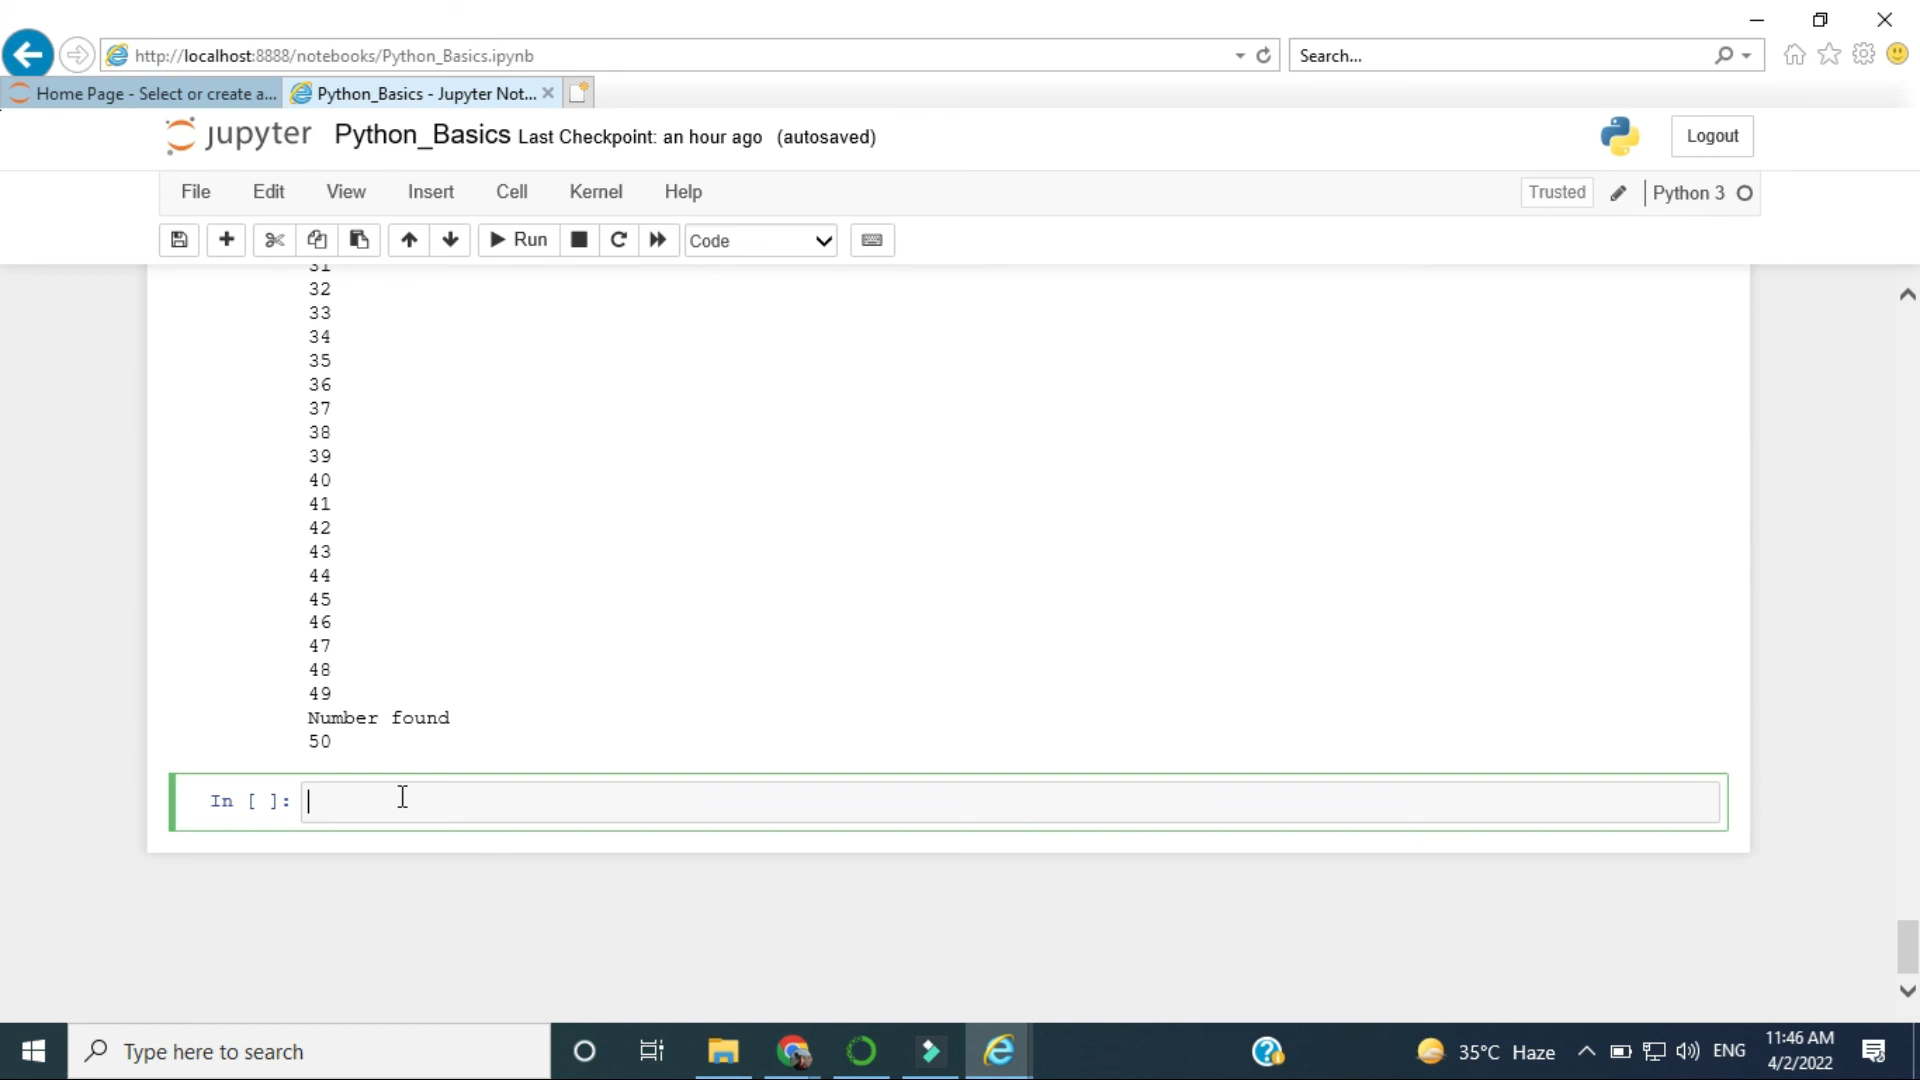 http://localhost:8888/notebooks/Python_Basics.ipynb
Search...
Home Page - Select or create a...
Python_Basics - Jupyter Not...
jupyter
Python_Basics Last Checkpoint: an hour ago (autosaved)
Logout
File Edit View Insert Cell Kernel Help
Trusted
Python 3
Run
Code
31
32
33
34
35
36
37
38
39
40
41
42
43
44
45
46
47
48
49
Number found
50
In [ ]:
Type here to search
35°C Haze
ENG
11:46 AM
4/2/2022